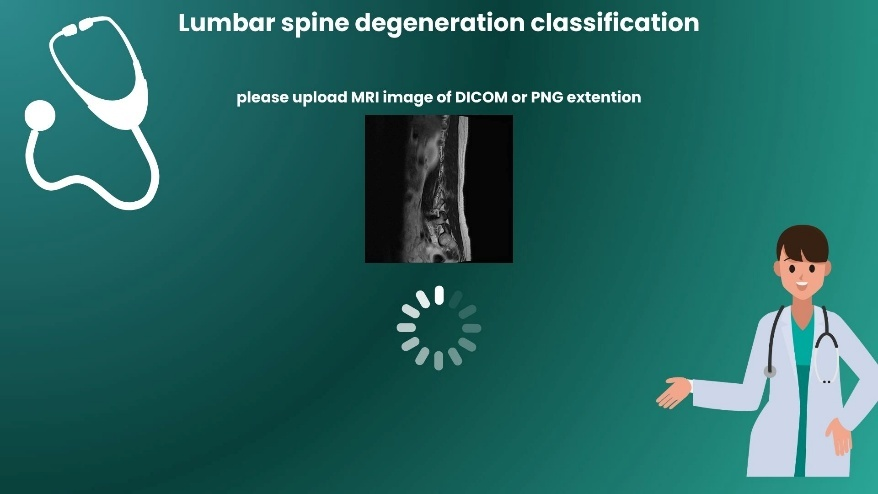 Lumbar spine degeneration classification
please upload MRI image of DICOM or PNG extention